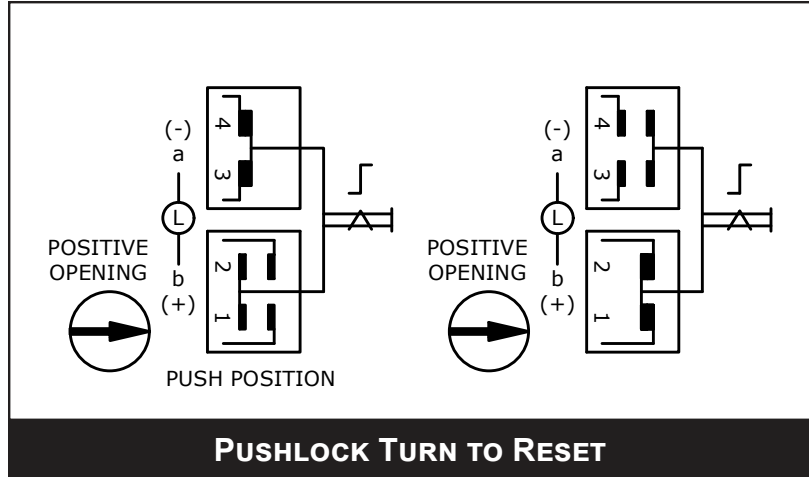 (-)
a
L
b
(+)
4
3
2
1
POSITIVE
OPENING
PUSH POSITION
(-)
a
L
b
(+)
4
3
2
1
POSITIVE
OPENING
PUSHLOCK TURN TO RESET